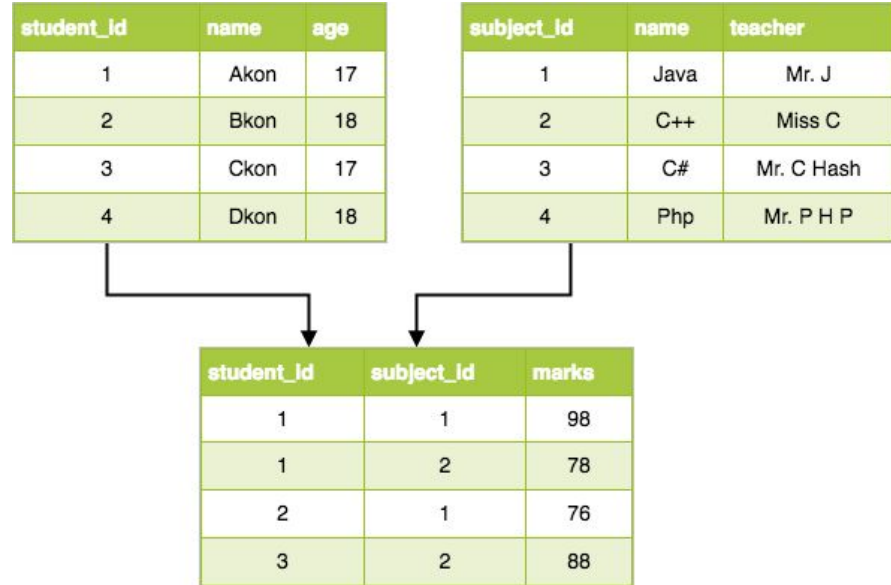 student_id name age
1 Akon 17
2 Bkon 18
3 Ckon 17
4 Dkon 18
subject_id name teacher
1 Java Mr. J
2 C++ Miss C
3 C# Mr. C Hash
4 Php Mr. P H P
student_id subject_id marks
1 1 98
1 2 78
2 1 76
3 2 88